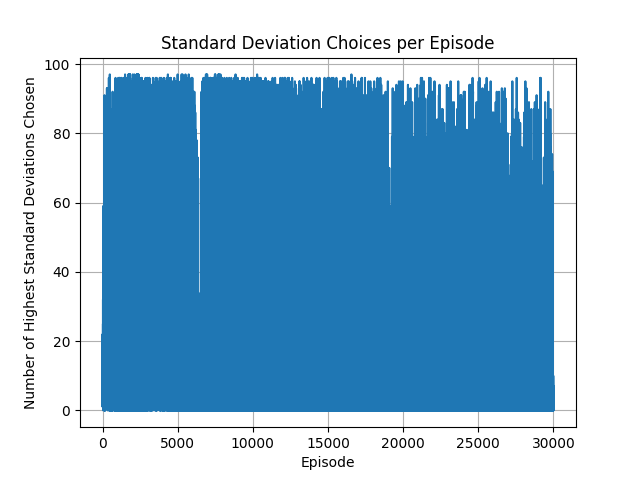 Standard Deviation Choices per Episode
Number of Highest Standard Deviations Chosen
100
80
60
40
20
0
0 5000 10000 15000 20000 25000 30000
Episode